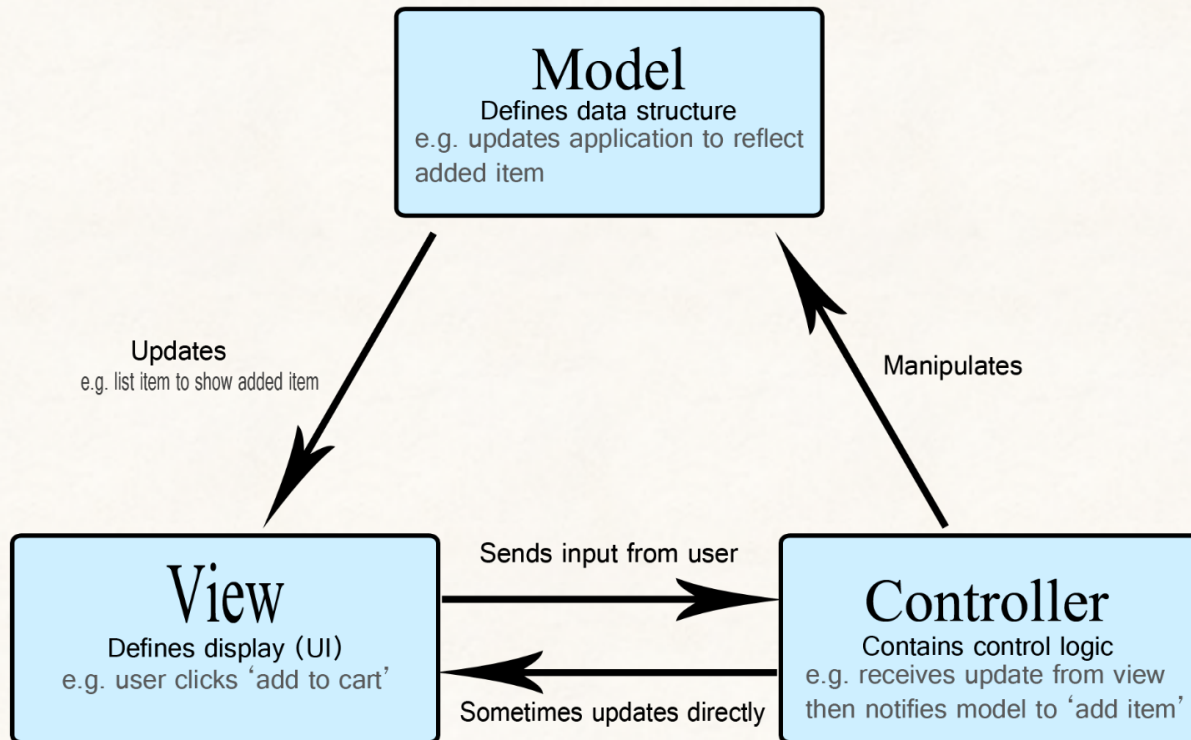 Model
Defines data structure
e.g. updates application to reflect
added item
Updates
e.g. list item to show added item
Manipulates
Sends input from user
View
Defines display (UI)
e.g. user clicks ‘add to cart’
Sometimes updates directly
Controller
Contains control logic
e.g. receives update from view
then notifies model to ‘add item’